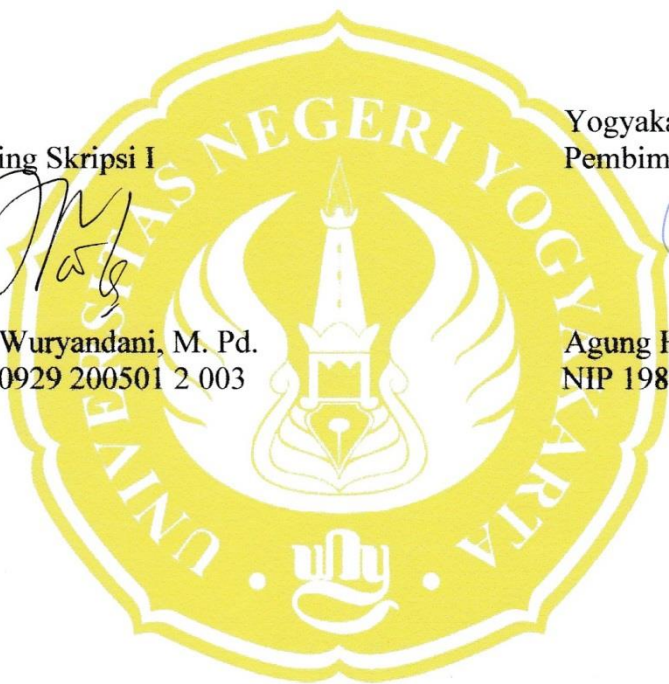 Yogyaka
ing Skripsi I
Pembim
Wuryandani, M. Pd.
Agung H
0929 200501 2 003
NIP 198
UNIVERSITAS NEGERI YOGYAKARTA
uny